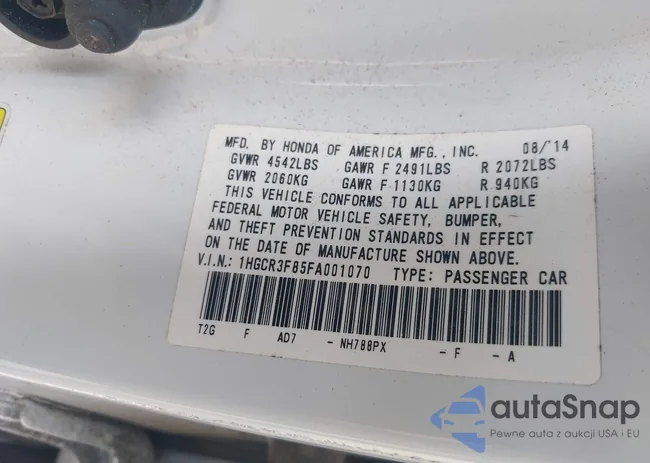 MFD. BY HONDA OF AMERICA MFG., INC. 08/'14
GVWR 4542LBS GAWR F 2491LBS R 2072LBS
GVWR 2060KG GAWR F 1130KG R 940KG
THIS VEHICLE CONFORMS TO ALL APPLICABLE
FEDERAL MOTOR VEHICLE SAFETY, BUMPER,
AND THEFT PREVENTION STANDARDS IN EFFECT
ON THE DATE OF MANUFACTURE SHOWN ABOVE.
V.I.N.: 1HGCR3F85FA001070 TYPE: PASSENGER CAR
T2G F AD7 - NH788PX - F - A
autoSnap
Pewne auta z aukcji USA i EU